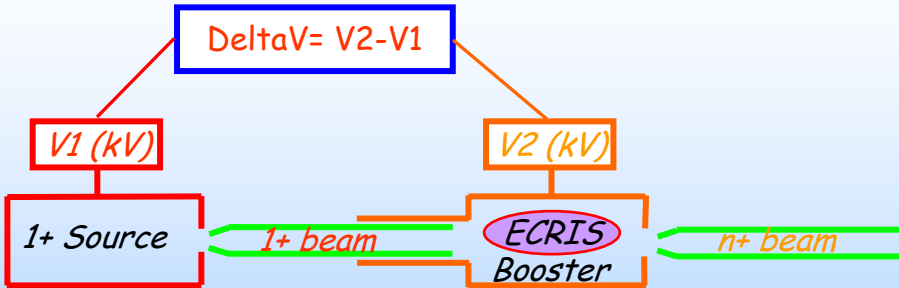 DeltaV= V2-V1
V1 (kV)
V2 (kV)
1+ Source
1+ beam
ECRIS
Booster
n+ beam